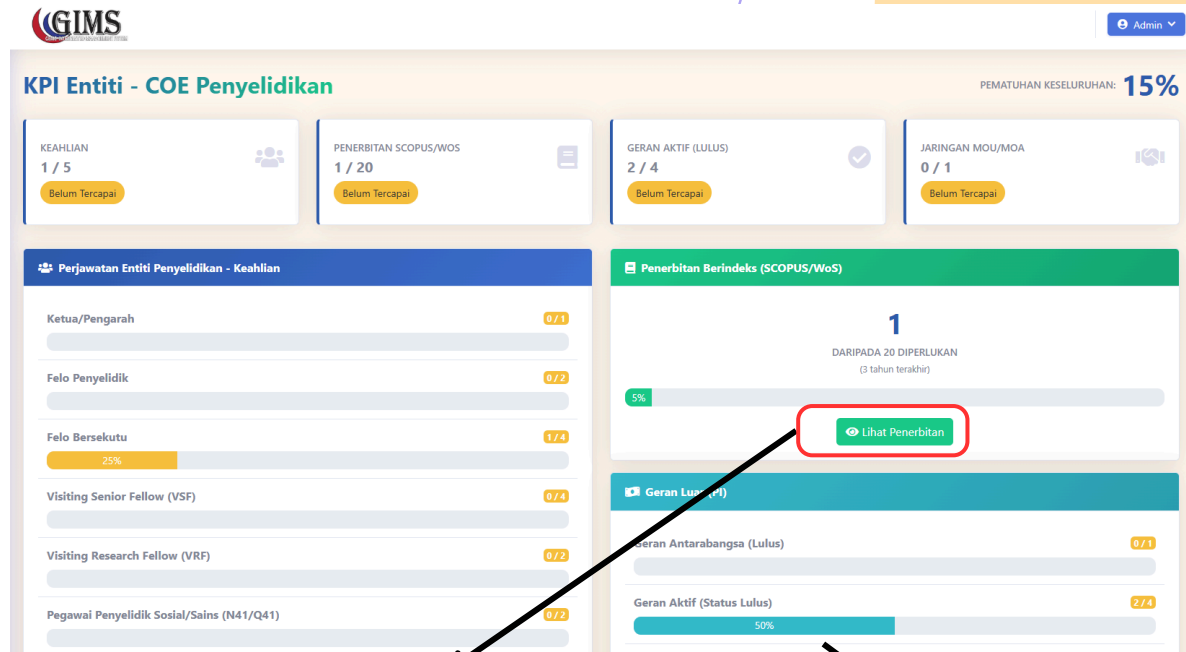 GIMS
Admin
KPI Entiti - COE Penyelidikan
PEMATUHAN KESELURUHAN: 15%
KEAHLIAN
1 / 5
Belum Tercapai
PENERBITAN SCOPUS/WOS
1 / 20
Belum Tercapai
GERAN AKTIF (LULUS)
2 / 4
Belum Tercapai
JARINGAN MOU/MOA
0 / 1
Belum Tercapai
Perjawatan Entiti Penyelidikan - Keahlian
Ketua/Pengarah 0 / 1
Felo Penyelidik 0 / 2
Felo Bersekutu 1 / 4
25%
Visiting Senior Fellow (VSF) 0 / 4
Visiting Research Fellow (VRF) 0 / 2
Pegawai Penyelidik Sosial/Sains (N41/Q41) 0 / 2
Penerbitan Berindeks (SCOPUS/WoS)
1
DARIPADA 20 DIPERLUKAN
(3 tahun terakhir)
5%
Lihat Penerbitan
Geran Luar (PI)
Geran Antarabangsa (Lulus) 0 / 1
Geran Aktif (Status Lulus) 2 / 4
50%